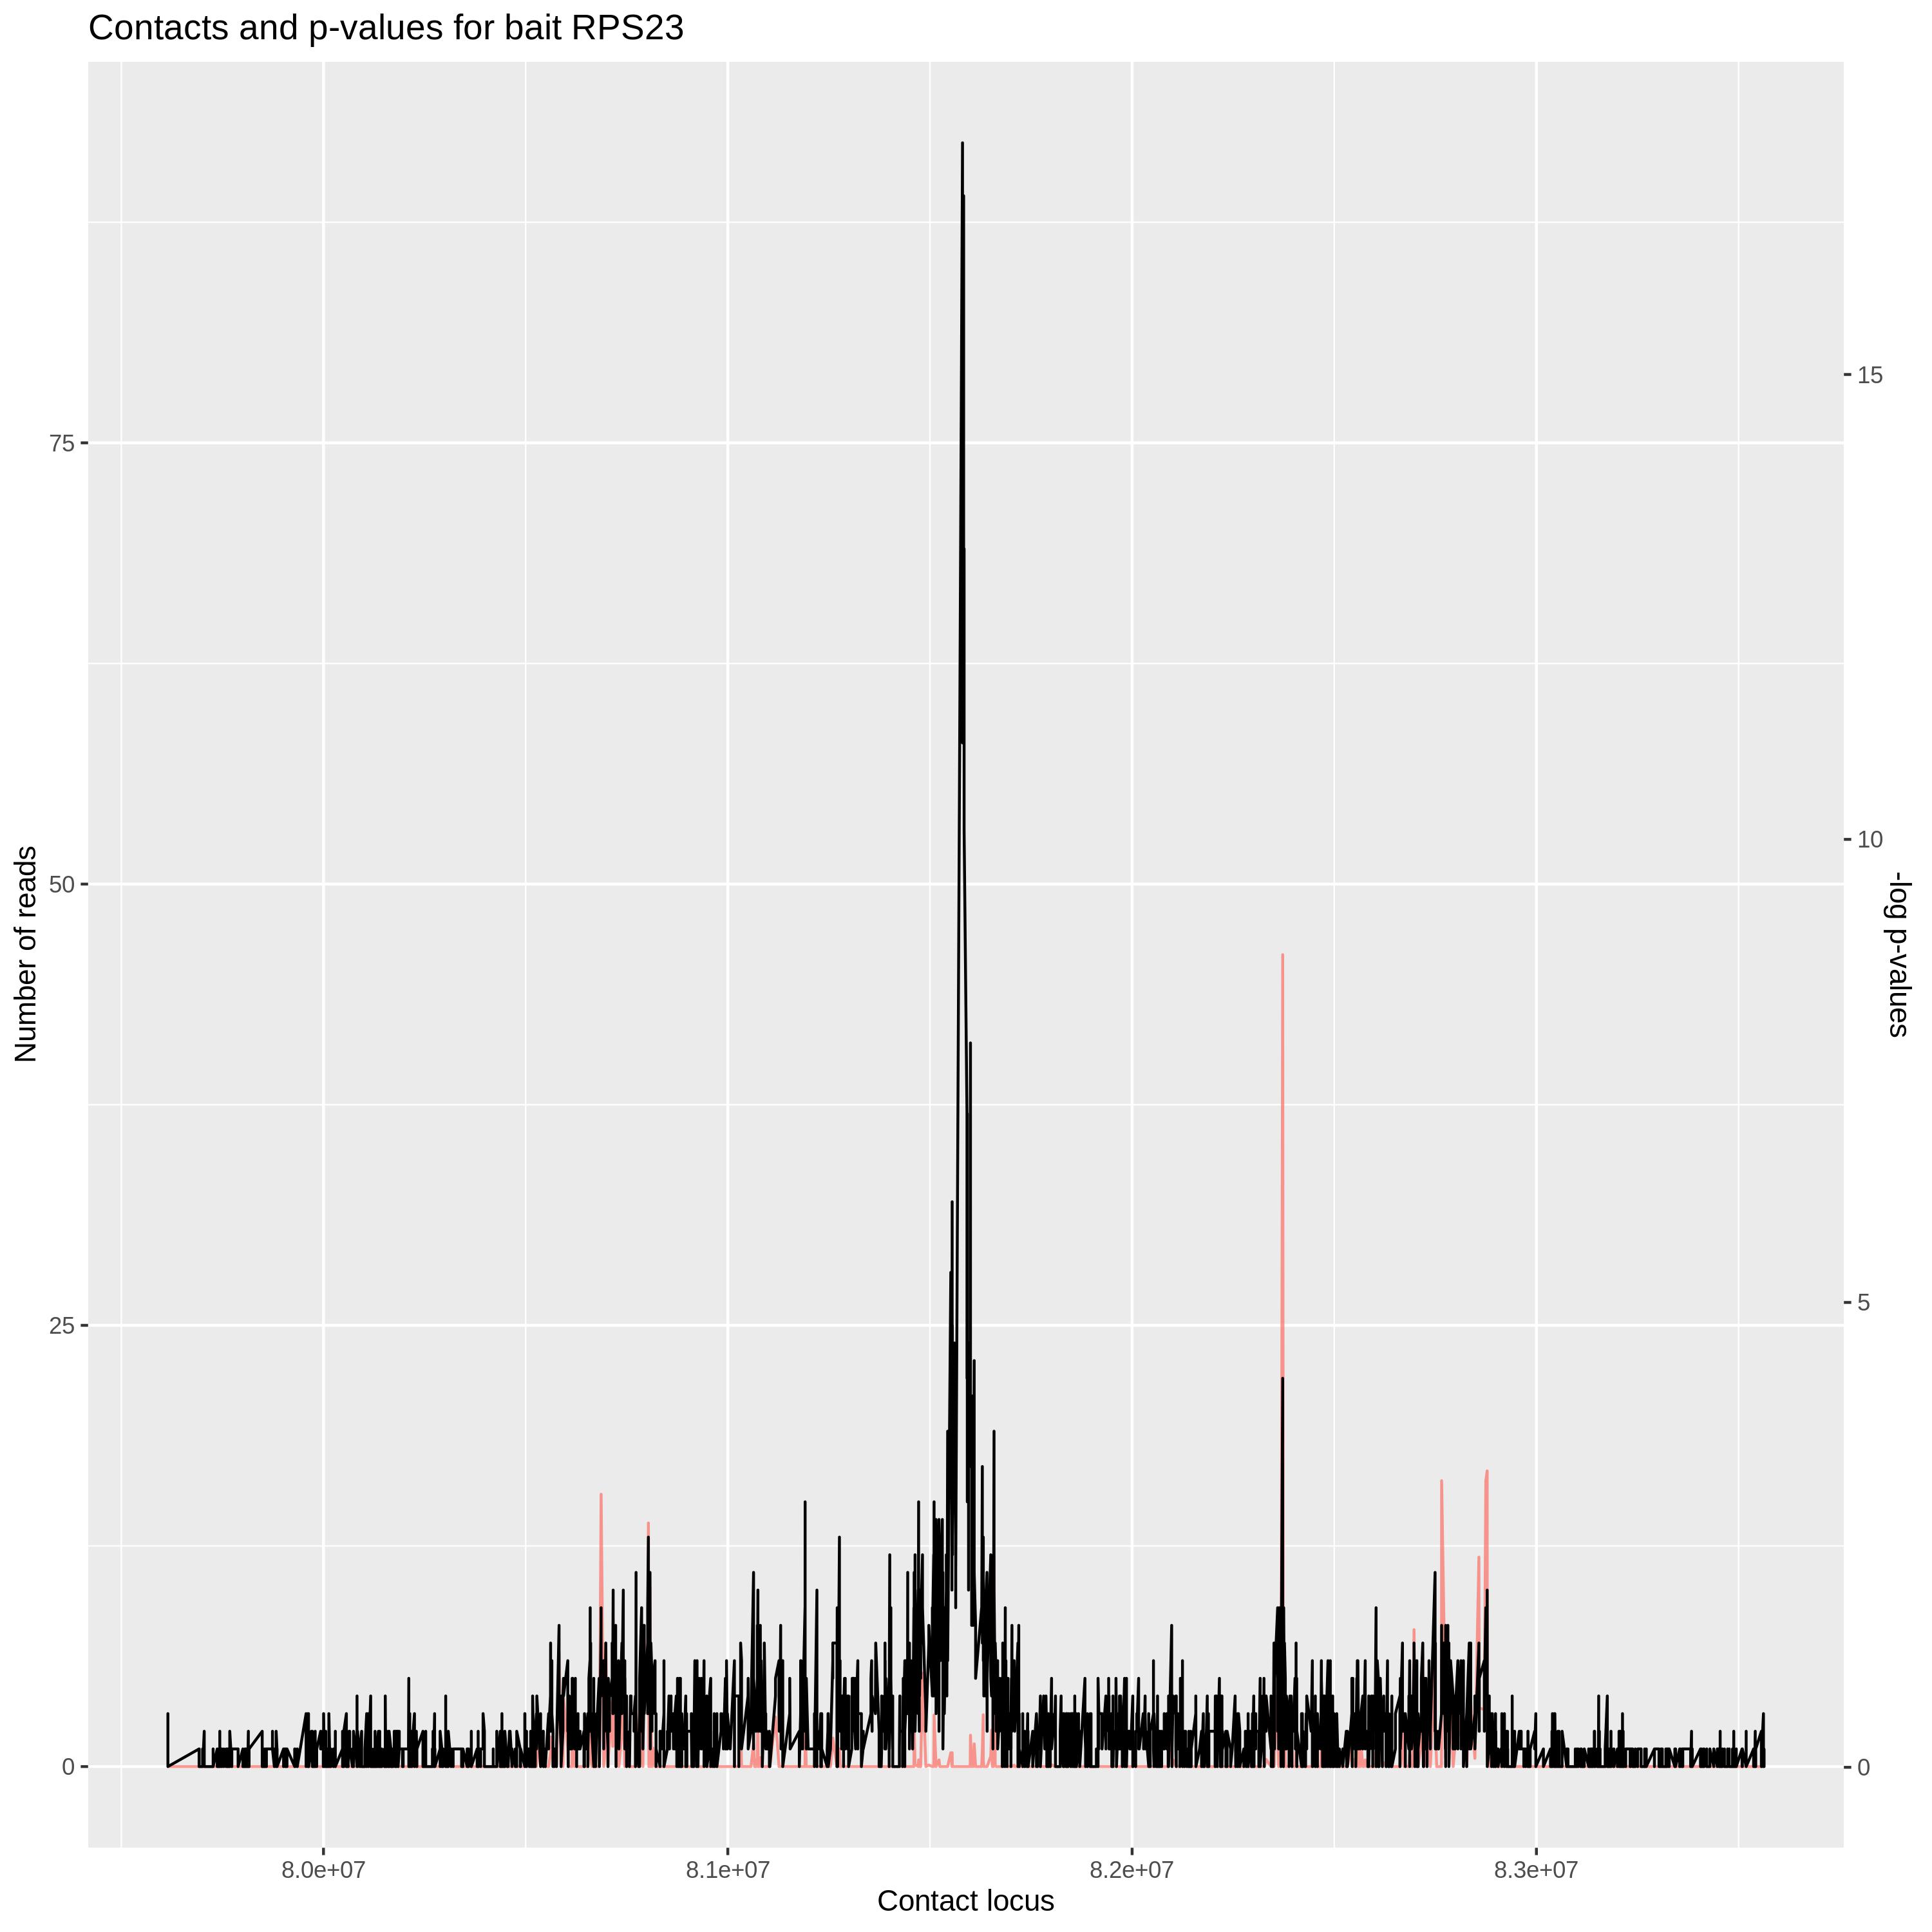 Contacts and p-values for bait RPS23
75
50
25
0
15
10
5
0
Number of reads
-log p-values
8.0e+07
8.1e+07
8.2e+07
8.3e+07
Contact locus